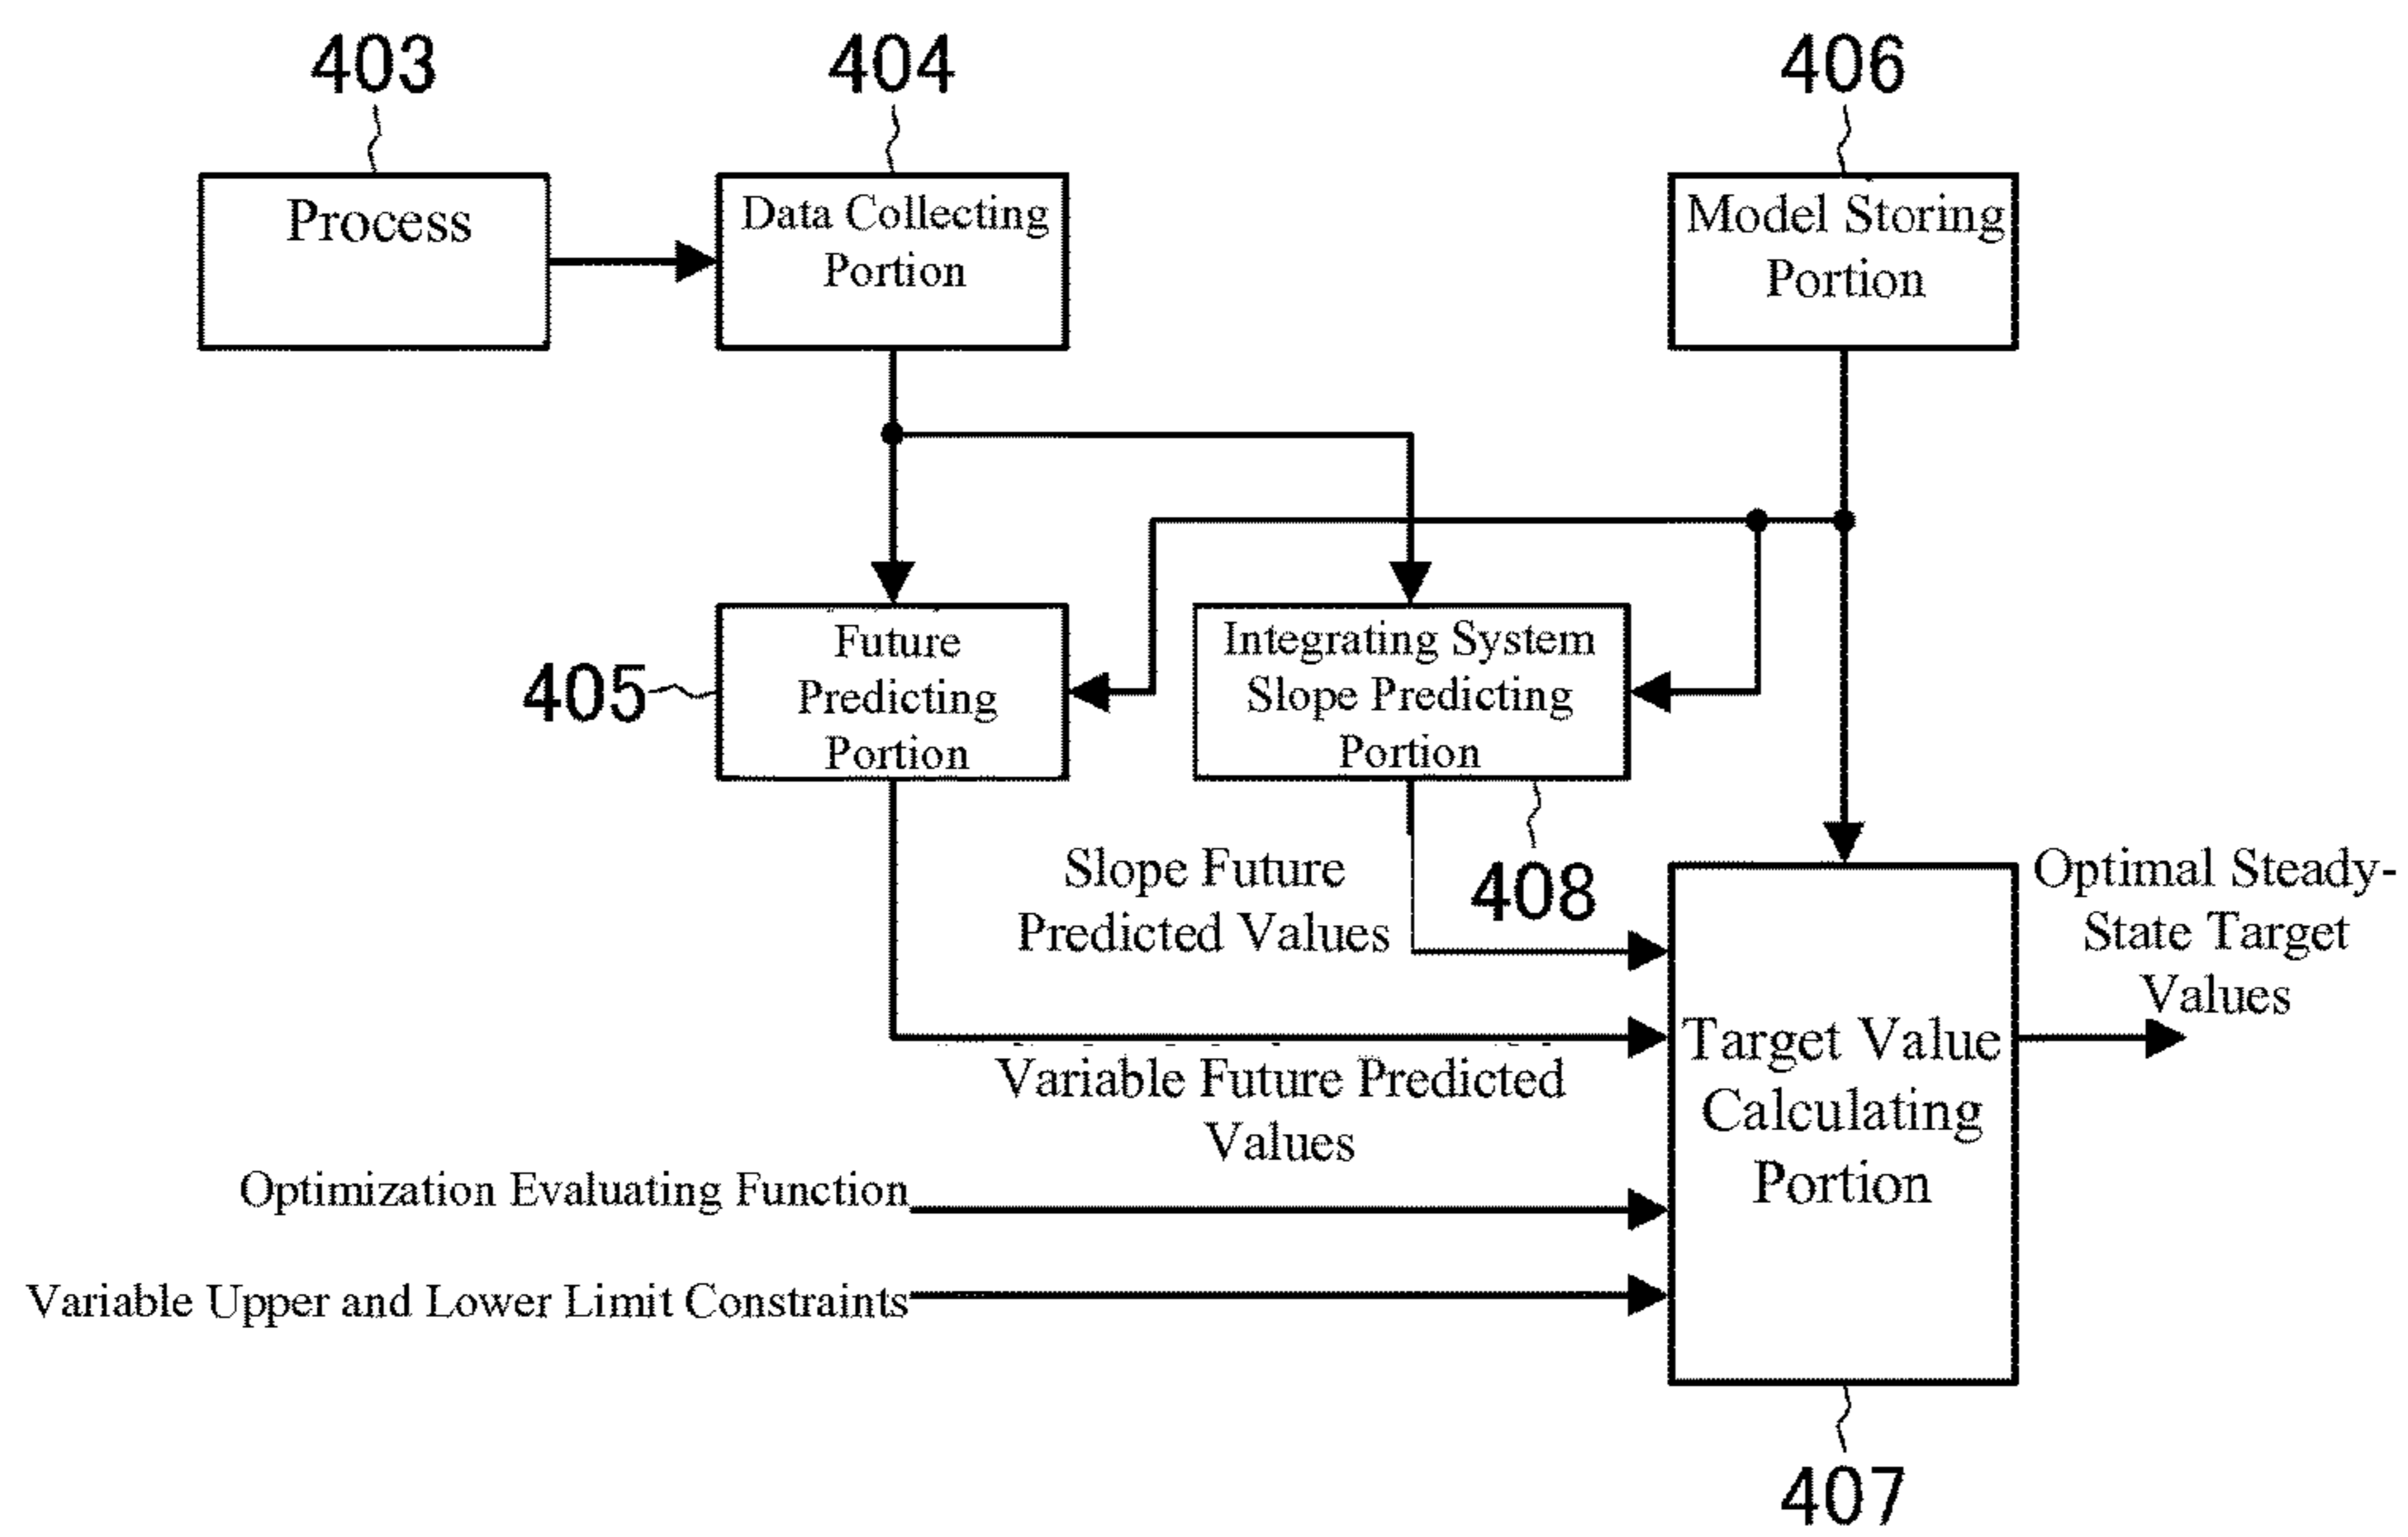 403
404
406
Process
Data Collecting
Portion
Model Storing
Portion
405
Future
Predicting
Portion
Integrating System
Slope Predicting
Portion
408
Slope Future
Predicted Values
Variable Future Predicted
Values
Optimization Evaluating Function
Variable Upper and Lower Limit Constraints
Target Value
Calculating
Portion
Optimal Steady-
State Target
Values
407